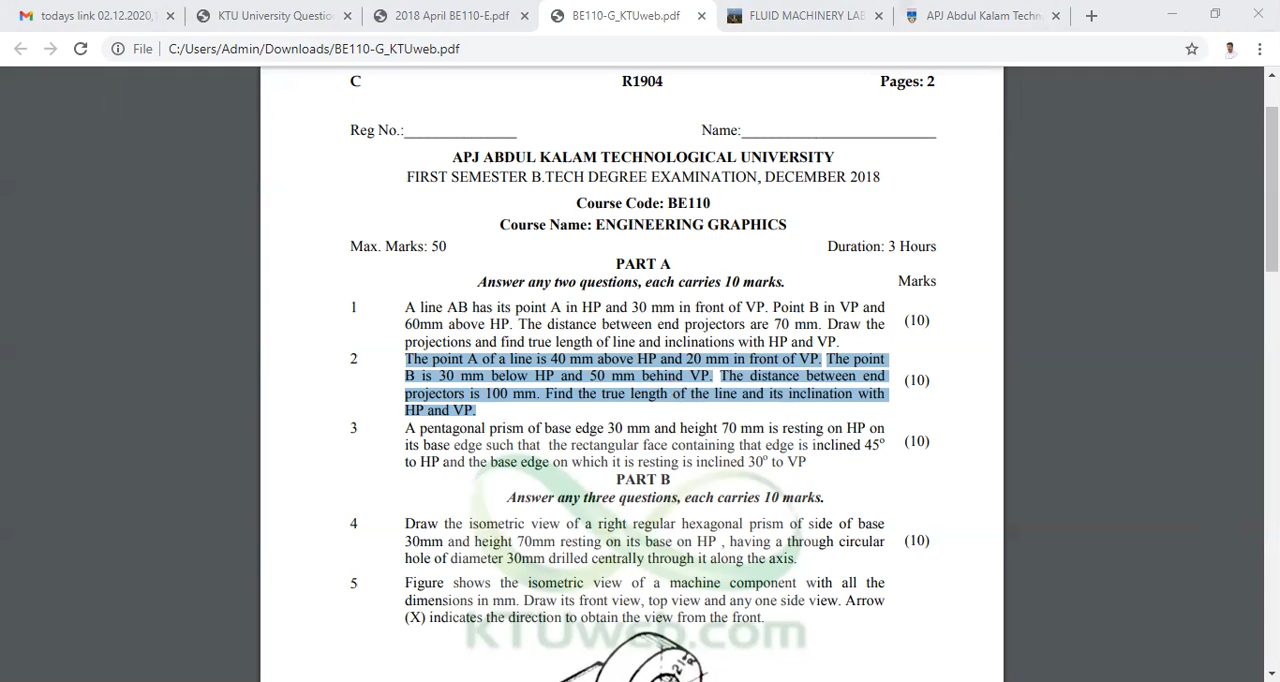 todays link 02.12.2020,
KTU University Questio
2018 April BE110-E.pdf
BE110-G_KTUweb.pdf
FLUID MACHINERY LAB
APJ Abdul Kalam Techn
File
C:/Users/Admin/Downloads/BE110-G_KTUweb.pdf
C R1904 Pages: 2
Reg No.:_______________ Name:__________________________
APJ ABDUL KALAM TECHNOLOGICAL UNIVERSITY
FIRST SEMESTER B.TECH DEGREE EXAMINATION, DECEMBER 2018
Course Code: BE110
Course Name: ENGINEERING GRAPHICS
Max. Marks: 50 Duration: 3 Hours
PART A
Answer any two questions, each carries 10 marks. Marks
1 A line AB has its point A in HP and 30 mm in front of VP. Point B in VP and
60mm above HP. The distance between end projectors are 70 mm. Draw the (10)
projections and find true length of line and inclinations with HP and VP.
2 The point A of a line is 40 mm above HP and 20 mm in front of VP. The point
B is 30 mm below HP and 50 mm behind VP. The distance between end (10)
projectors is 100 mm. Find the true length of the line and its inclination with
HP and VP.
3 A pentagonal prism of base edge 30 mm and height 70 mm is resting on HP on
its base edge such that the rectangular face containing that edge is inclined 45º (10)
to HP and the base edge on which it is resting is inclined 30º to VP
PART B
Answer any three questions, each carries 10 marks.
4 Draw the isometric view of a right regular hexagonal prism of side of base
30mm and height 70mm resting on its base on HP , having a through circular (10)
hole of diameter 30mm drilled centrally through it along the axis.
5 Figure shows the isometric view of a machine component with all the
dimensions in mm. Draw its front view, top view and any one side view. Arrow
(X) indicates the direction to obtain the view from the front.
KTUweb.com